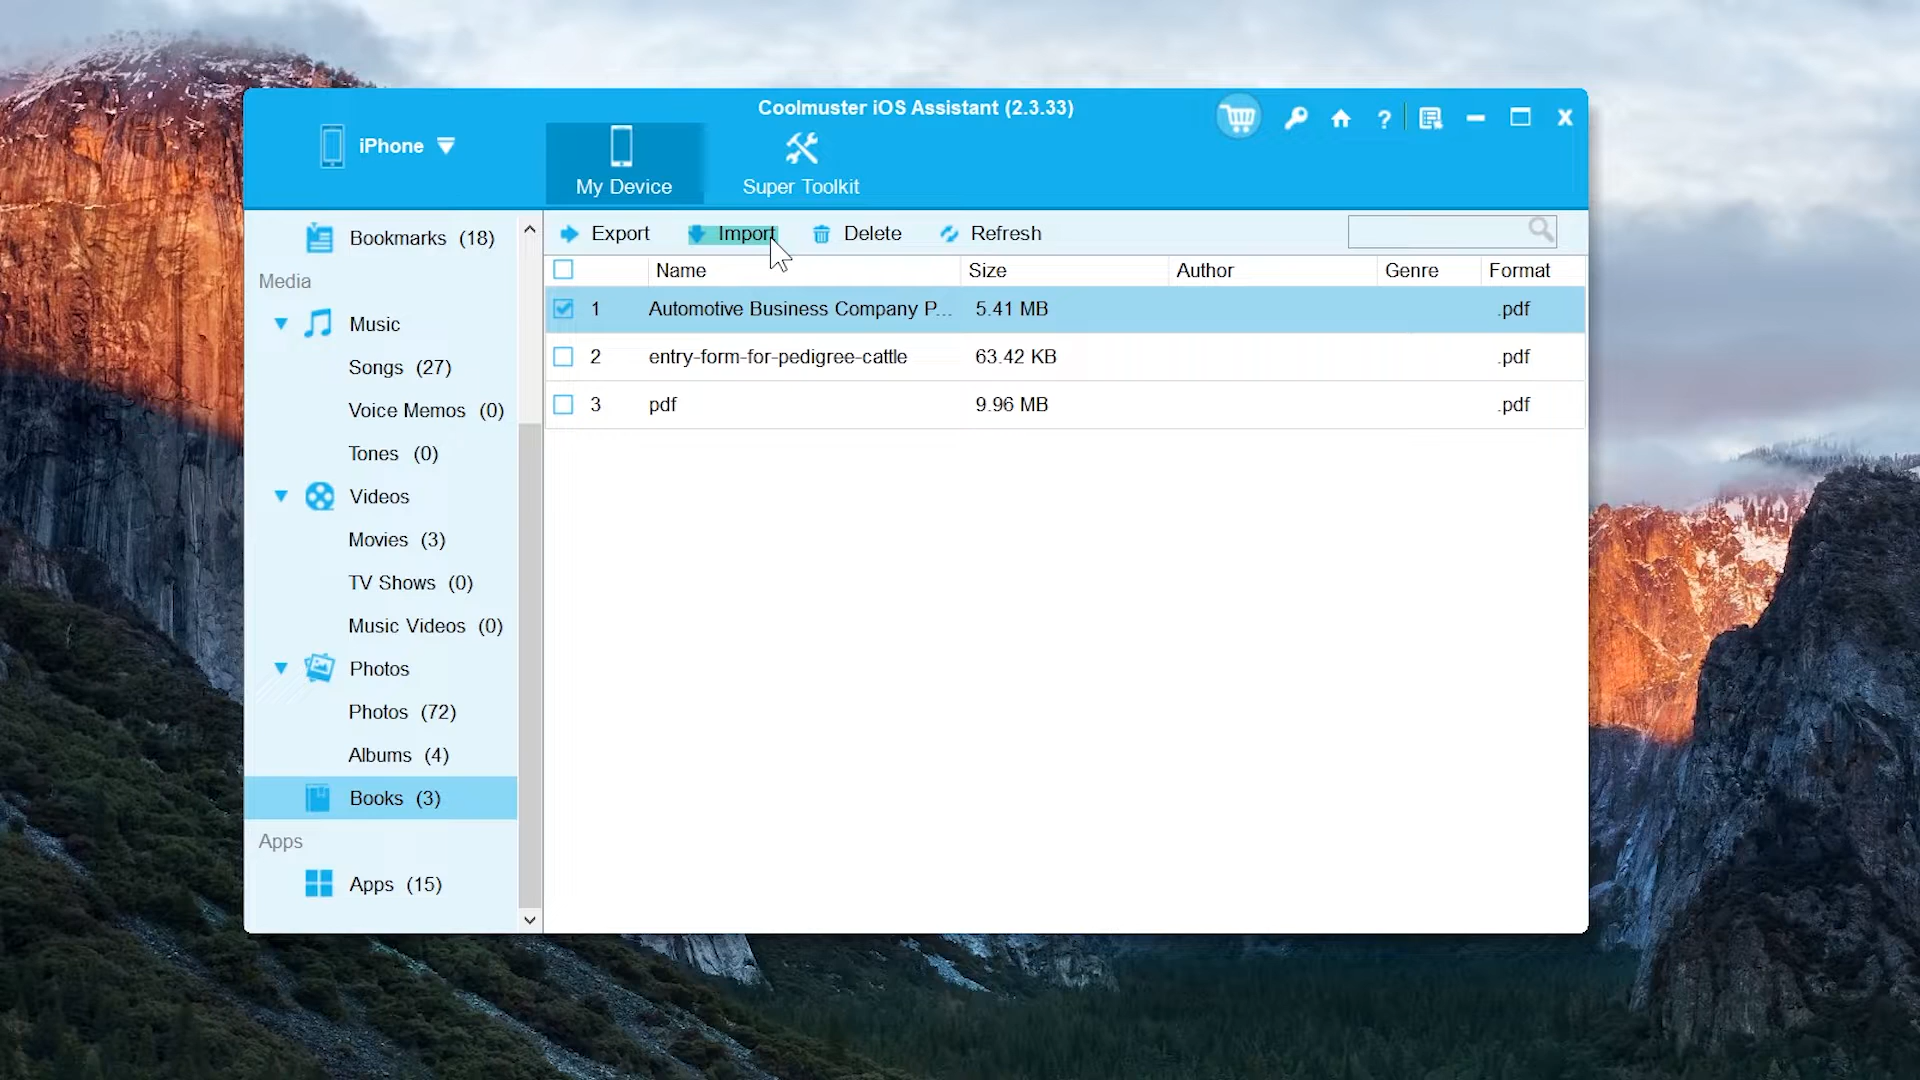 Coolmuster iOS Assistant (2.3.33)
iPhone
My Device
Super Toolkit
?
X
Bookmarks (18)
Media
Music
Songs (27)
Voice Memos (0)
Tones (0)
Videos
Movies (3)
TV Shows (0)
Music Videos (0)
Photos
Photos (72)
Albums (4)
Books (3)
Apps
Apps (15)
Export Import Delete Refresh
Name Size Author Genre Format
1 Automotive Business Company P... 5.41 MB .pdf
2 entry-form-for-pedigree-cattle 63.42 KB .pdf
3 pdf 9.96 MB .pdf